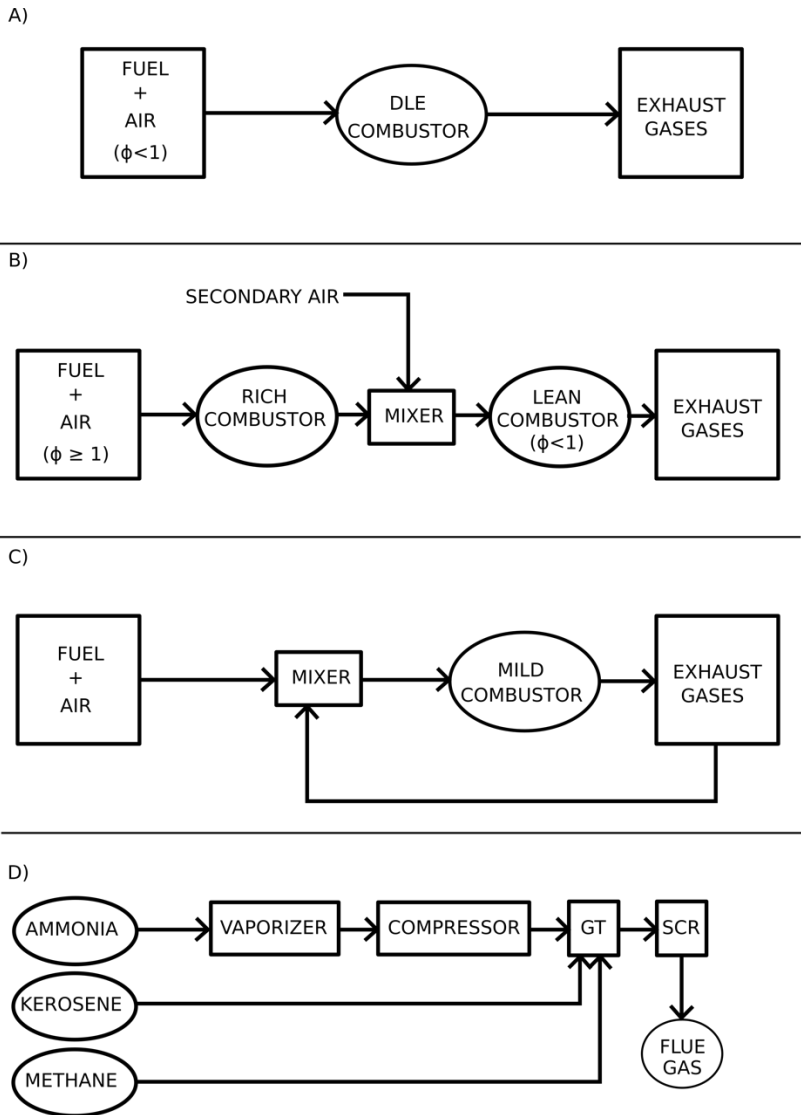 A)
FUEL
+
AIR
(ϕ<1)
DLE
COMBUSTOR
EXHAUST
GASES
B)
SECONDARY AIR
FUEL
+
AIR
(ϕ ≥ 1)
RICH
COMBUSTOR
MIXER
LEAN
COMBUSTOR
(ϕ<1)
EXHAUST
GASES
C)
FUEL
+
AIR
MIXER
MILD
COMBUSTOR
EXHAUST
GASES
D)
AMMONIA
VAPORIZER
COMPRESSOR
GT
SCR
KEROSENE
METHANE
FLUE
GAS